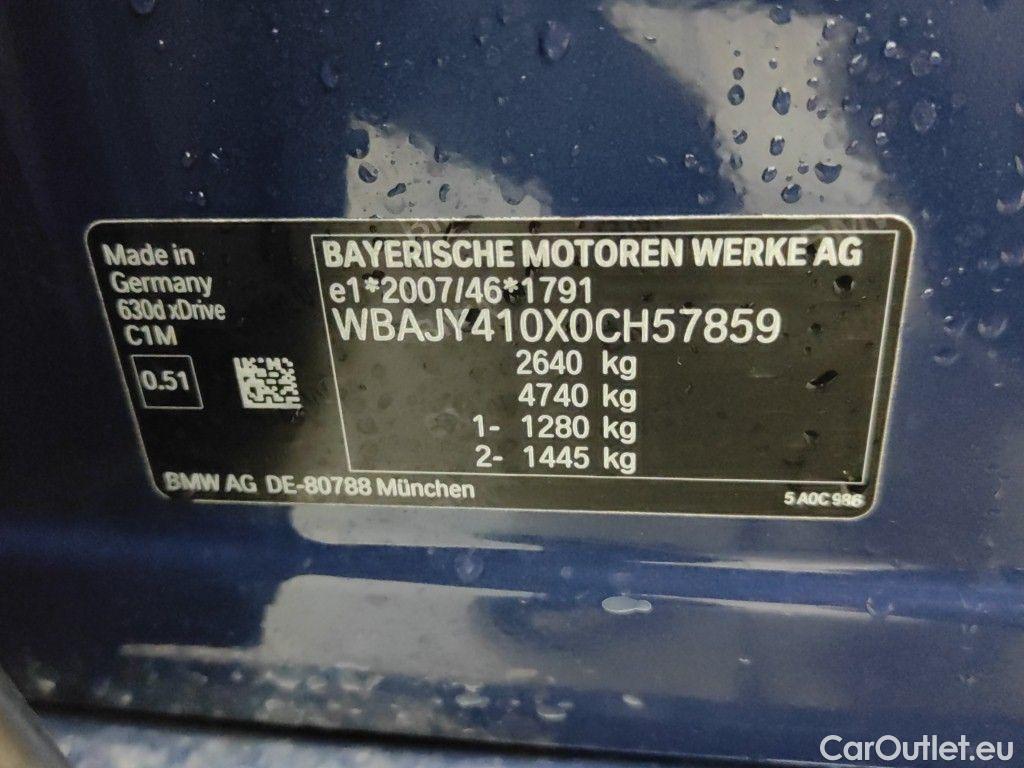 Made in
Germany
630d xDrive
C1M
0.51
BAYERISCHE MOTOREN WERKE AG
e1*2007/46*1791
WBAJY410X0CH57859
2640 kg
4740 kg
1- 1280 kg
2- 1445 kg
BMW AG DE-80788 München
5 A0C 986
CarOutlet.eu